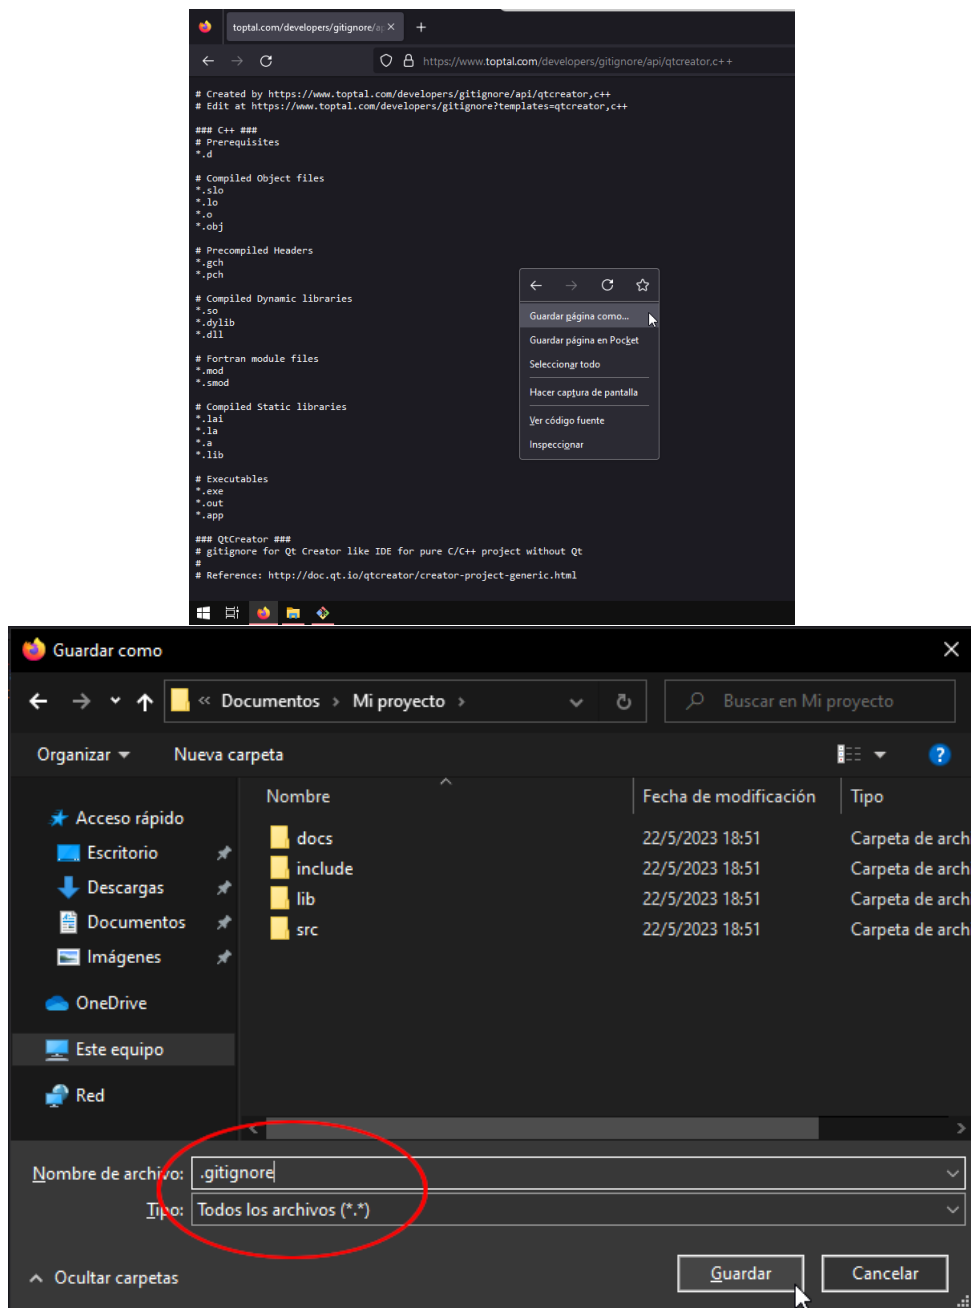 toptal.com/developers/gitignore/ap
https://www.toptal.com/developers/gitignore/api/qtcreator,c++
# Created by https://www.toptal.com/developers/gitignore/api/qtcreator,c++
# Edit at https://www.toptal.com/developers/gitignore?templates=qtcreator,c++
### C++ ###
# Prerequisites
*.d
# Compiled Object files
*.slo
*.lo
*.o
*.obj
# Precompiled Headers
*.gch
*.pch
# Compiled Dynamic libraries
*.so
*.dylib
*.dll
# Fortran module files
*.mod
*.smod
# Compiled Static libraries
*.lai
*.la
*.a
*.lib
# Executables
*.exe
*.out
*.app
### QtCreator ###
# gitignore for Qt Creator like IDE for pure C/C++ project without Qt
#
# Reference: http://doc.qt.io/qtcreator/creator-project-generic.html
Guardar página como...
Guardar página en Pocket
Seleccionar todo
Hacer captura de pantalla
Ver código fuente
Inspeccionar
Guardar como
« Documentos › Mi proyecto ›
Buscar en Mi proyecto
Organizar
Nueva carpeta
Nombre
Fecha de modificación
Tipo
Acceso rápido
Escritorio
Descargas
Documentos
Imágenes
OneDrive
Este equipo
Red
docs 22/5/2023 18:51 Carpeta de arch
include 22/5/2023 18:51 Carpeta de arch
lib 22/5/2023 18:51 Carpeta de arch
src 22/5/2023 18:51 Carpeta de arch
Nombre de archivo: .gitignore
Tipo: Todos los archivos (*.*)
Ocultar carpetas
Guardar
Cancelar